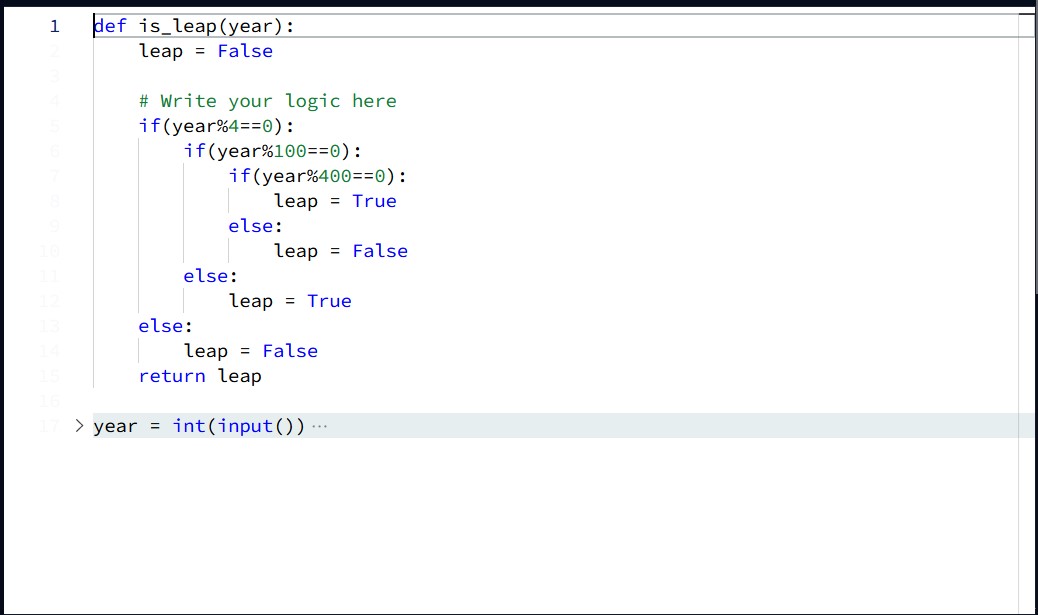 1 def is_leap(year):
2     leap = False
3
4     # Write your logic here
5     if(year%4==0):
6         if(year%100==0):
7             if(year%400==0):
8                 leap = True
9             else:
10                 leap = False
11         else:
12             leap = True
13     else:
14         leap = False
15     return leap
16
17 > year = int(input()) ···